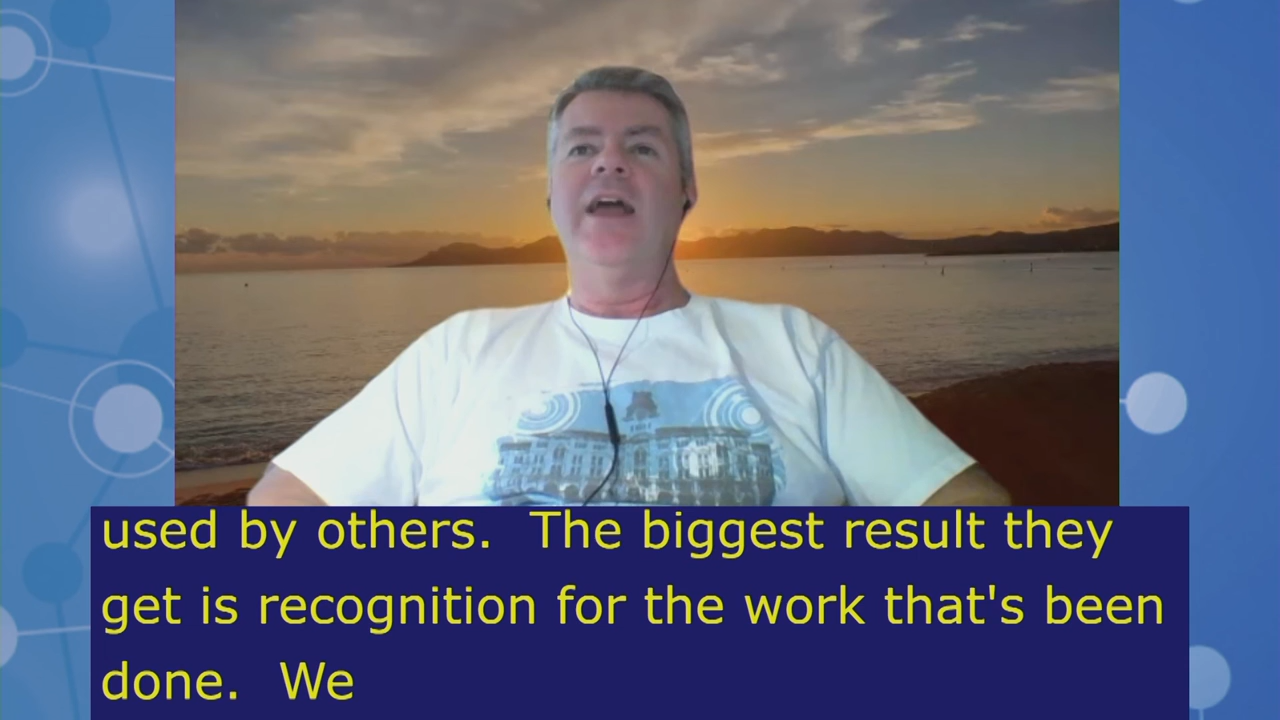 used by others.  The biggest result they
get is recognition for the work that's been
done.  We